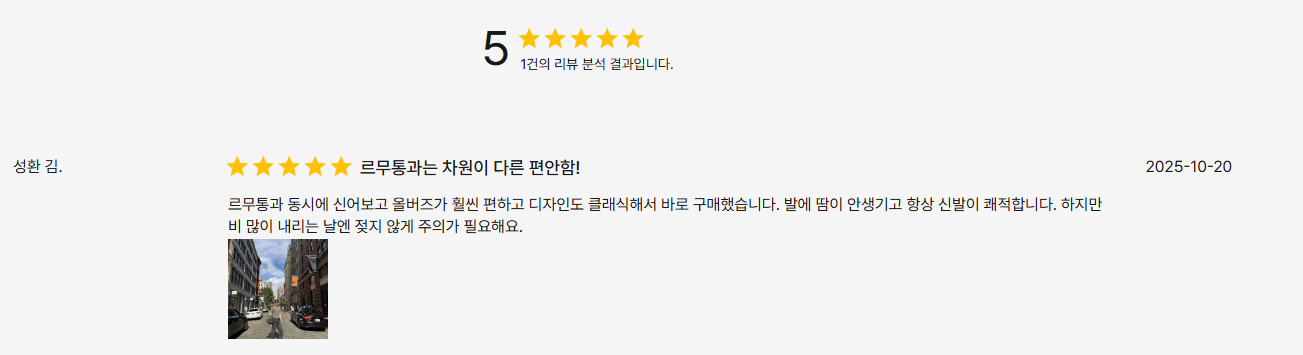 5
1건의 리뷰 분석 결과입니다.
성환 김.
르무통과는 차원이 다른 편안함!
2025-10-20
르무통과 동시에 신어보고 올버즈가 훨씬 편하고 디자인도 클래식해서 바로 구매했습니다. 발에 땀이 안생기고 항상 신발이 쾌적합니다. 하지만
비 많이 내리는 날엔 젖지 않게 주의가 필요해요.